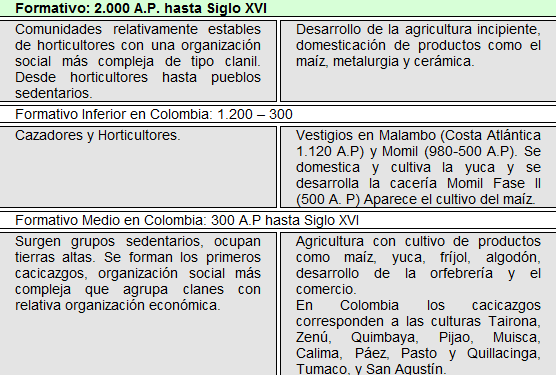 Formativo: 2.000 A.P. hasta Siglo XVI
Comunidades relativamente estables
de horticultores con una organización
social más compleja de tipo clanil.
Desde horticultores hasta pueblos
sedentarios.
Desarrollo de la agricultura incipiente,
domesticación de productos como el
maíz, metalurgia y cerámica.
Formativo Inferior en Colombia: 1.200 – 300
Cazadores y Horticultores.
Vestigios en Malambo (Costa Atlántica
1.120 A.P) y Momil (980-500 A.P). Se
domestica y cultiva la yuca y se
desarrolla la cacería Momil Fase II
(500 A. P) Aparece el cultivo del maíz.
Formativo Medio en Colombia: 300 A.P hasta Siglo XVI
Surgen grupos sedentarios, ocupan
tierras altas. Se forman los primeros
cacicazgos, organización social más
compleja que agrupa clanes con
relativa organización económica.
Agricultura con cultivo de productos
como maíz, yuca, fríjol, algodón,
desarrollo de la orfebrería y el
comercio.
En Colombia los cacicazgos
corresponden a las culturas Tairona,
Zenú, Quimbaya, Pijao, Muisca,
Calima, Páez, Pasto y Quillacinga,
Tumaco, y San Agustín.